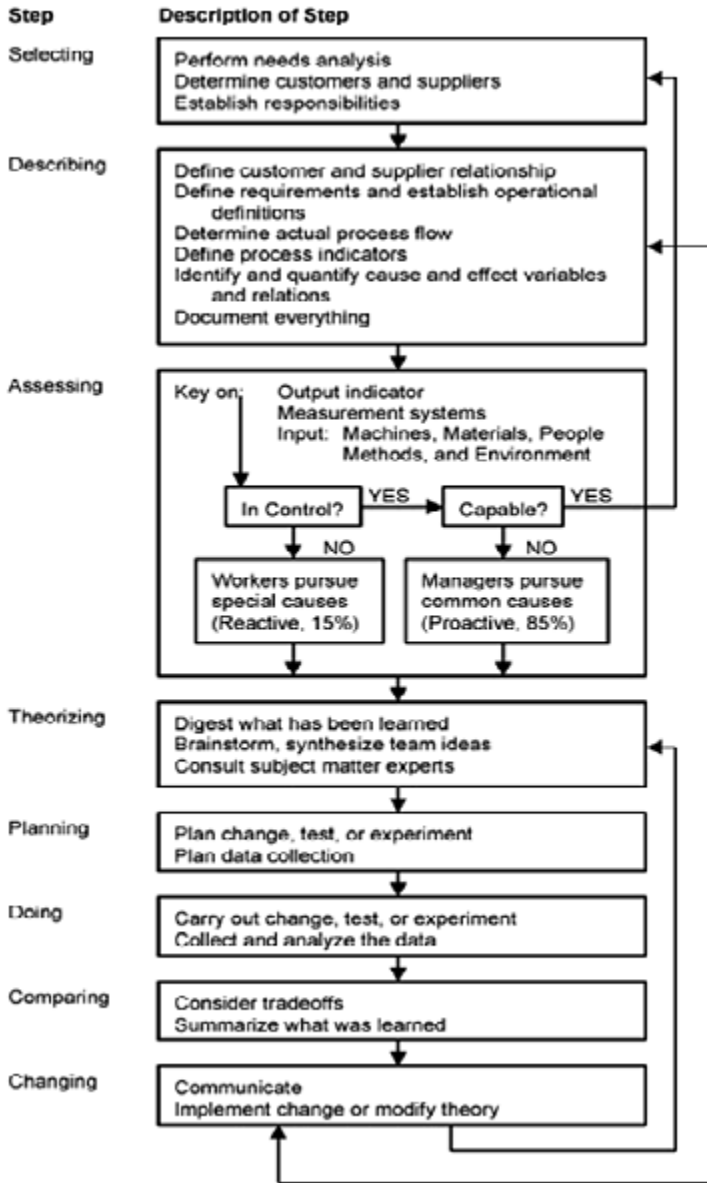 Step Description of Step
Selecting
Perform needs analysis
Determine customers and suppliers
Establish responsibilities
Describing
Define customer and supplier relationship
Define requirements and establish operational
definitions
Determine actual process flow
Define process indicators
Identify and quantify cause and effect variables
and relations
Document everything
Assessing
Key on: Output indicator
Measurement systems
Input: Machines, Materials, People
Methods, and Environment
In Control? YES Capable? YES
NO NO
Workers pursue
special causes
(Reactive, 15%)
Managers pursue
common causes
(Proactive, 85%)
Theorizing
Digest what has been learned
Brainstorm, synthesize team ideas
Consult subject matter experts
Planning
Plan change, test, or experiment
Plan data collection
Doing
Carry out change, test, or experiment
Collect and analyze the data
Comparing
Consider tradeoffs
Summarize what was learned
Changing
Communicate
Implement change or modify theory